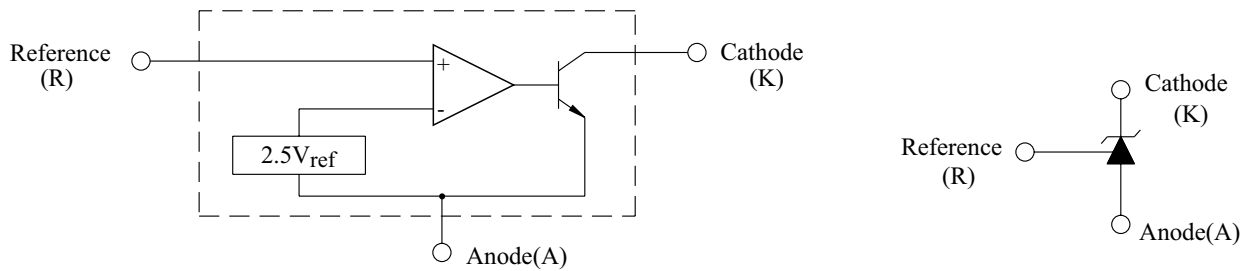 Reference
(R)
+
-
2.5Vref
Cathode
(K)
Anode(A)
Cathode
(K)
Reference
(R)
Anode(A)